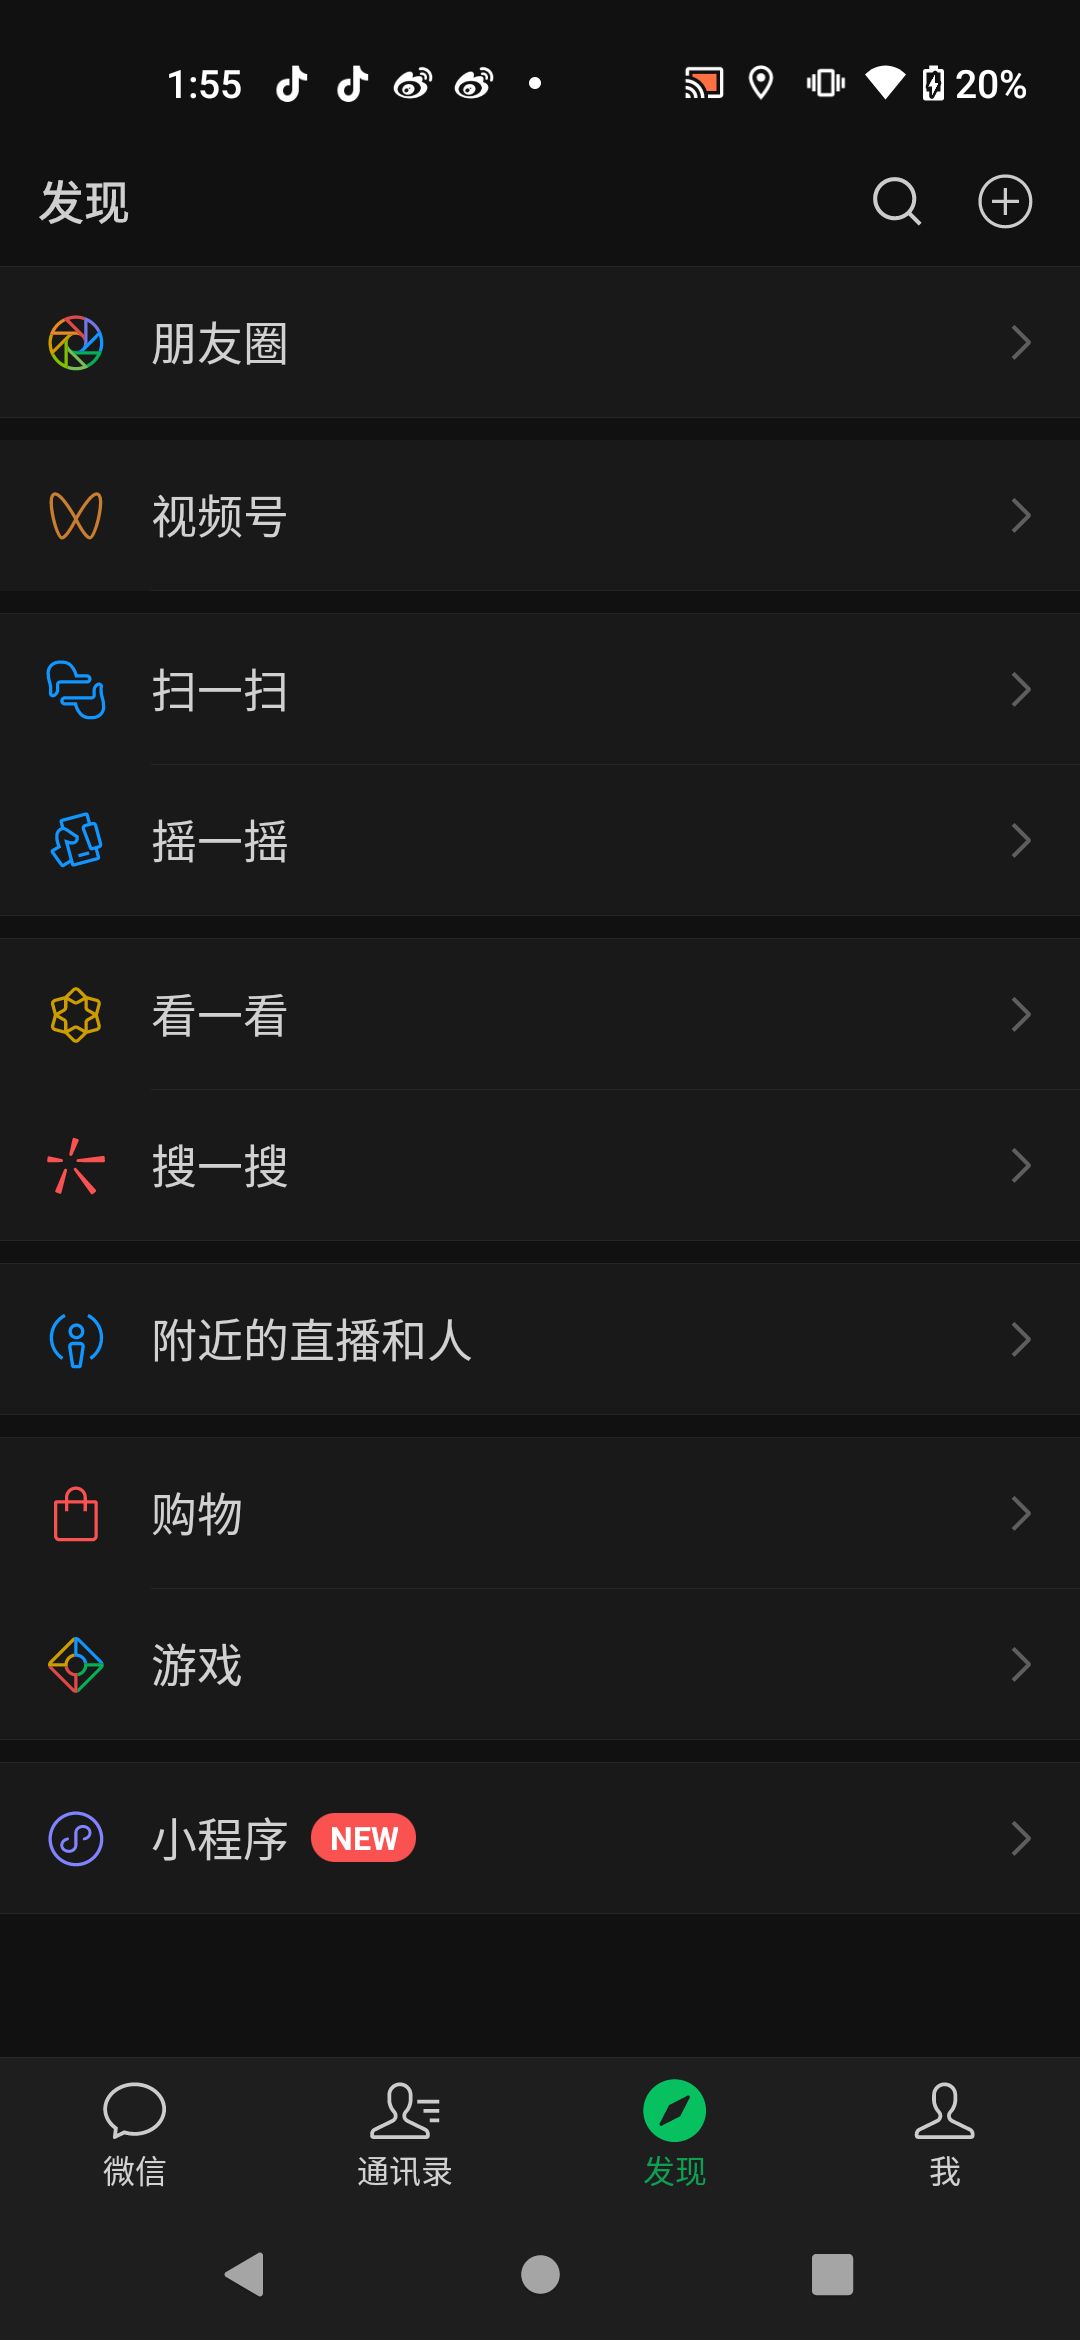 1:55
20%
发现
朋友圈
视频号
扫一扫
摇一摇
看一看
搜一搜
附近的直播和人
购物
游戏
小程序 NEW
微信 通讯录 发现 我